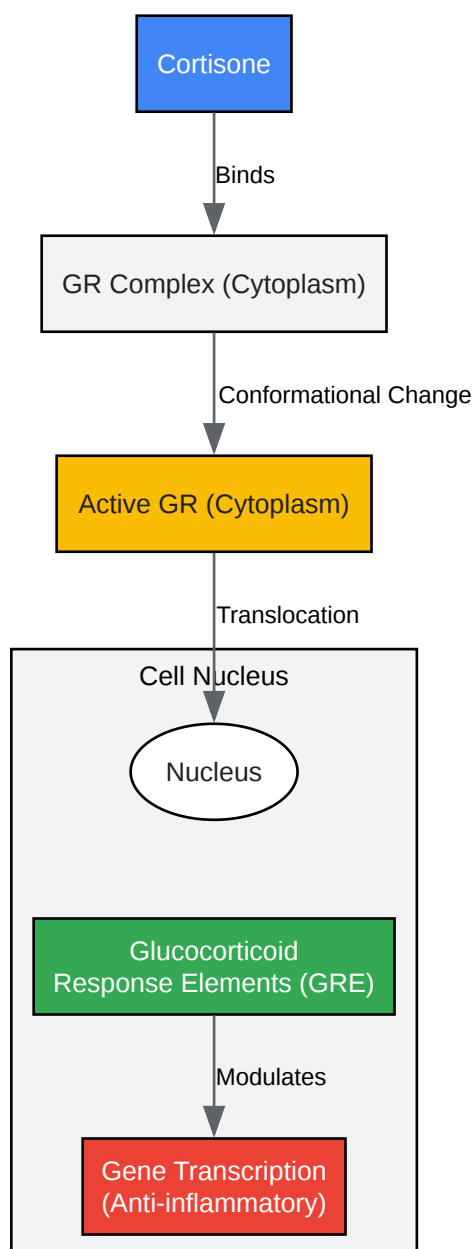 Cortisone
Binds
GR Complex (Cytoplasm)
Conformational Change
Active GR (Cytoplasm)
Translocation
Cell Nucleus
Nucleus
Glucocorticoid
Response Elements (GRE)
Modulates
Gene Transcription
(Anti-inflammatory)